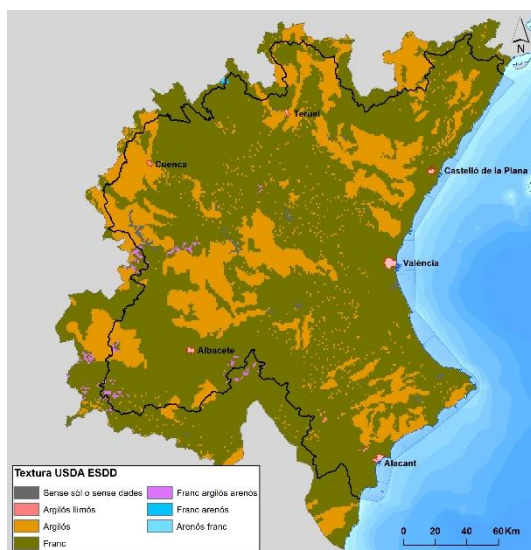 N
Teruel
Cuenca
Castelló de la Plana
València
Albacete
Alacant
Textura USDA ESDD
Sense sòl o sense dades
Argilós llimós
Argilós
Franc
Franc argilós arenós
Franc arenós
Arenós franc
0 20 40 60 Km